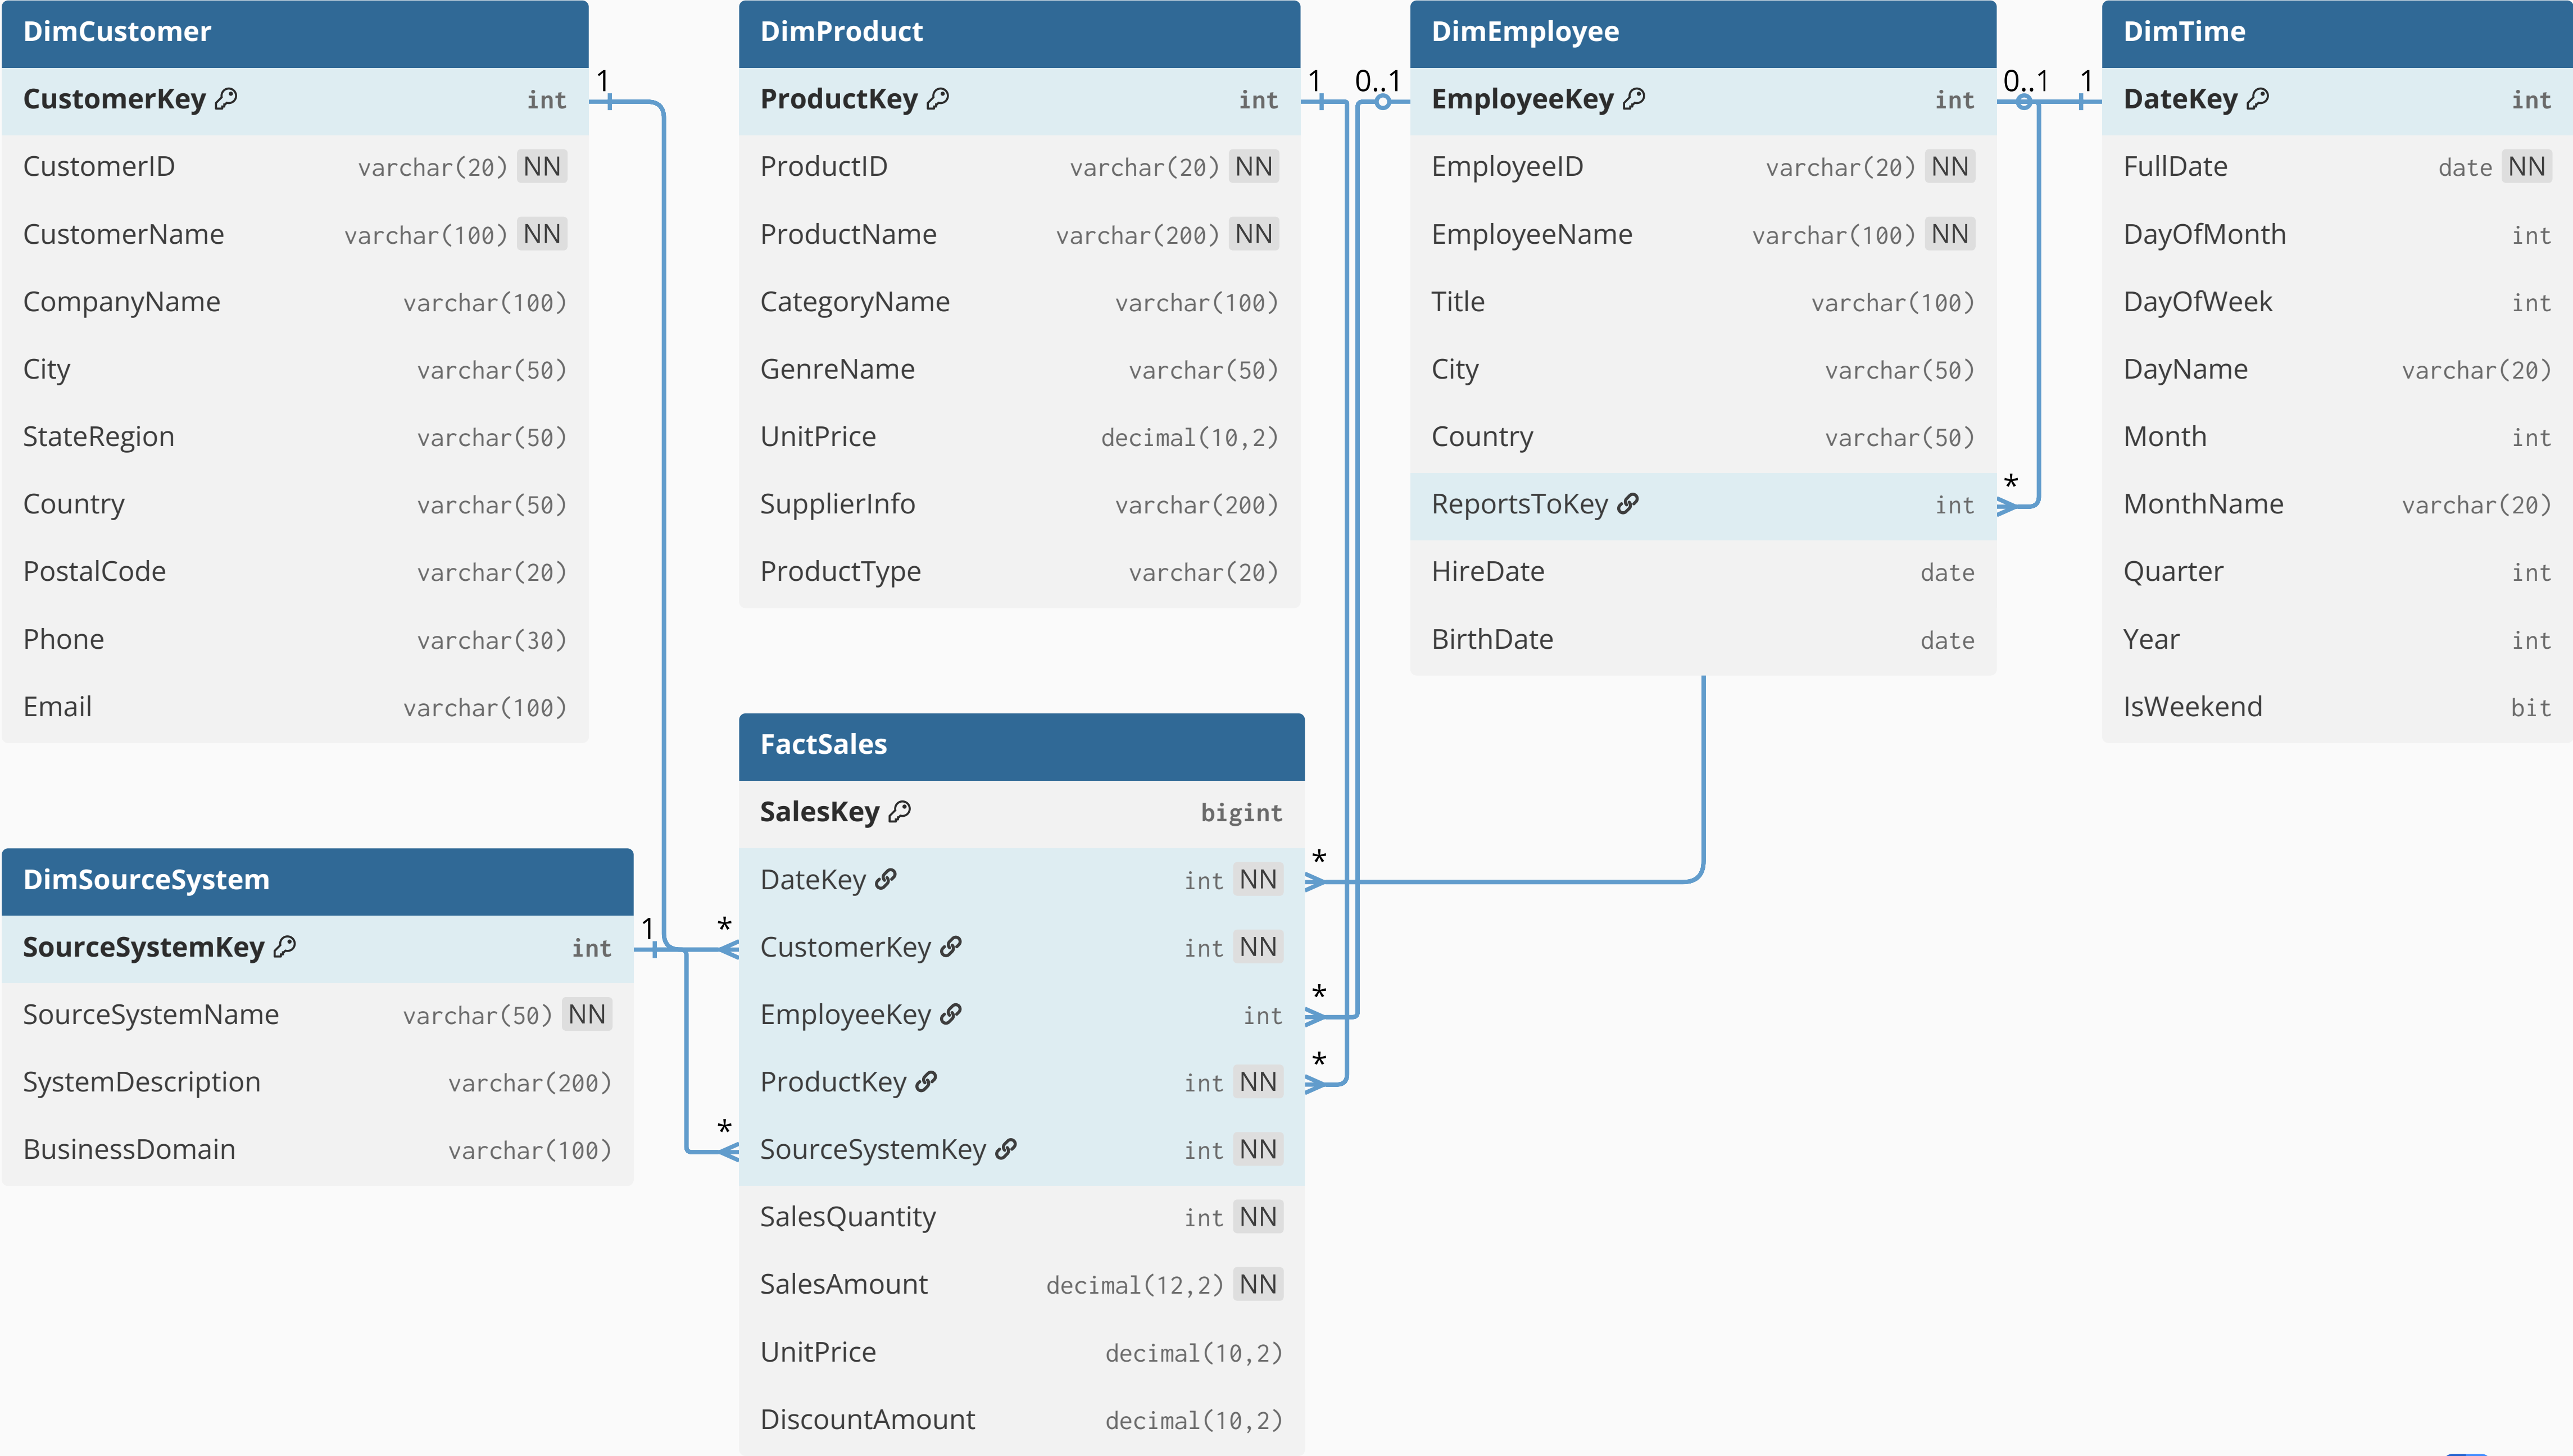 DimCustomer
1
CustomerKey int
CustomerID varchar(20) NN
CustomerName varchar(100) NN
CompanyName varchar(100)
City varchar(50)
StateRegion varchar(50)
Country varchar(50)
PostalCode varchar(20)
Phone varchar(30)
Email varchar(100)
DimProduct
1
ProductKey int
ProductID varchar(20) NN
ProductName varchar(200) NN
CategoryName varchar(100)
GenreName varchar(50)
UnitPrice decimal(10,2)
SupplierInfo varchar(200)
ProductType varchar(20)
DimEmployee
0..1 0..1
EmployeeKey int
EmployeeID varchar(20) NN
EmployeeName varchar(100) NN
Title varchar(100)
City varchar(50)
Country varchar(50)
*
ReportsToKey int
HireDate date
BirthDate date
DimTime
1
DateKey int
FullDate date NN
DayOfMonth int
DayOfWeek int
DayName varchar(20)
Month int
MonthName varchar(20)
Quarter int
Year int
IsWeekend bit
DimSourceSystem
1
SourceSystemKey int
SourceSystemName varchar(50) NN
SystemDescription varchar(200)
BusinessDomain varchar(100)
FactSales
SalesKey bigint
*
DateKey int NN
*
CustomerKey int NN
*
EmployeeKey int
*
ProductKey int NN
*
SourceSystemKey int NN
SalesQuantity int NN
SalesAmount decimal(12,2) NN
UnitPrice decimal(10,2)
DiscountAmount decimal(10,2)